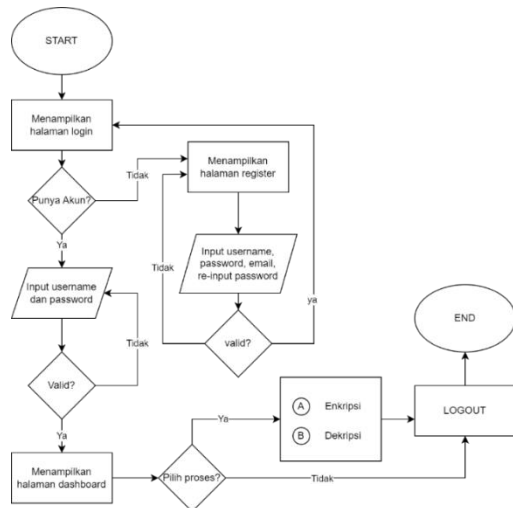 START
Menampilkan
halaman login
Punya Akun?
Tidak
Menampilkan
halaman register
Ya
Input username
dan password
Tidak
Input username,
password, email,
re-input password
ya
Tidak
valid?
Valid?
END
Ya
Menampilkan
halaman dashboard
Pilih proses?
Ya
A Enkripsi
B Dekripsi
LOGOUT
Tidak